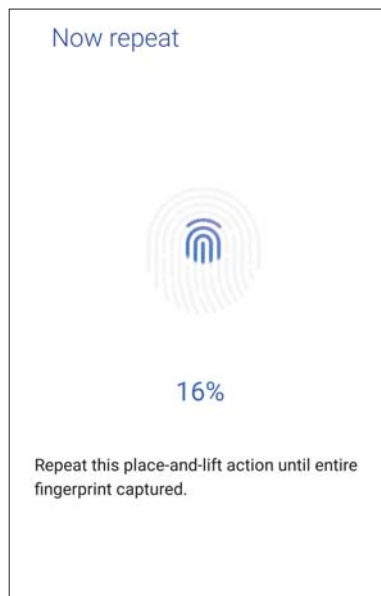 Now repeat
16%
Repeat this place-and-lift action until entire
fingerprint captured.